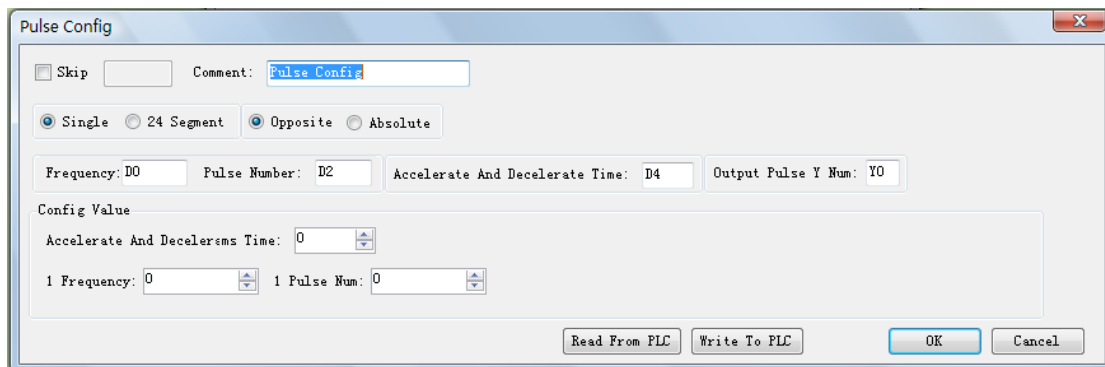 Pulse Config
Skip Comment: Pulse Config
Single 24 Segment Opposite Absolute
Frequency: D0 Pulse Number: D2 Accelerate And Decelerate Time: D4 Output Pulse Y Num: Y0
Config Value
Accelerate And Decelerams Time: 0
1 Frequency: 0 1 Pulse Num: 0
Read From PLC Write To PLC OK Cancel